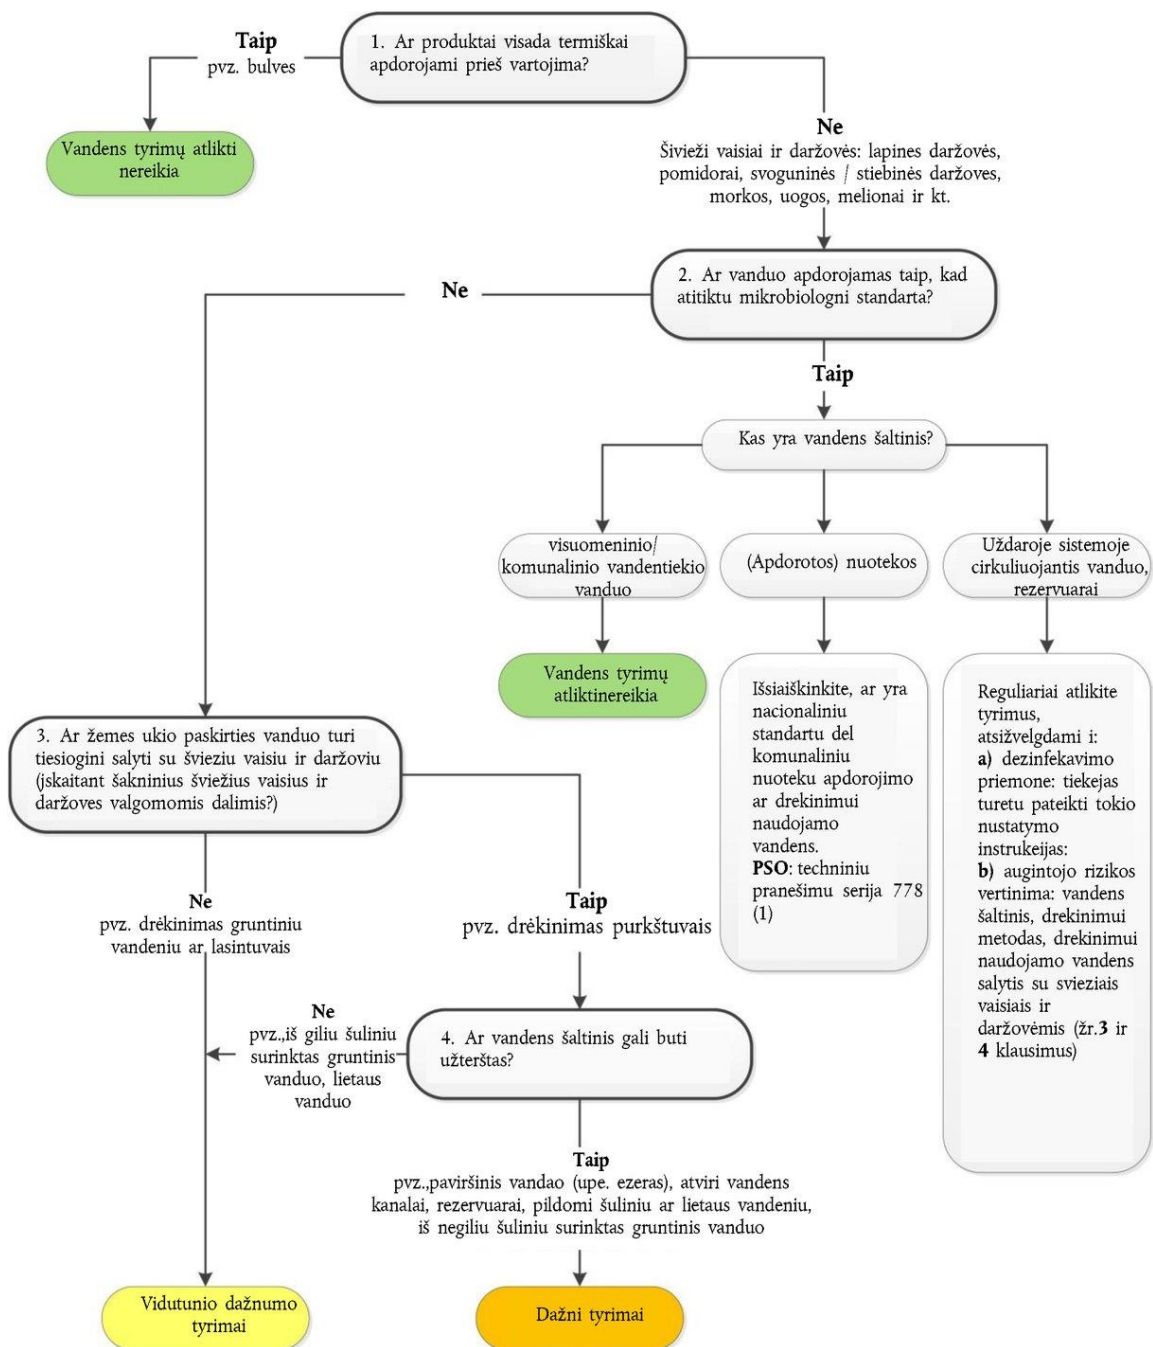 1. Ar produktai visada termiškai
apdorojami prieš vartojima?
Taip
pvz. bulves
Vandens tyrimų atlikti
nereikia
Ne
Šivieži vaisiai ir daržovės: lapines daržovės,
pomidorai, svoguninės / stiebinės daržoves,
morkos, uogos, melionai ir kt.
2. Ar vanduo apdorojamas taip, kad
atitiktu mikrobiologni standarta?
Ne
Taip
Kas yra vandens šaltinis?
visuomeninio/
komunalinio vandentiekio
vanduo
(Apdorotos) nuotekos
Uždaroje sistemoje
cirkuliuojantis vanduo,
rezervuarai
Vandens tyrimų
atliktinereikia
Išsiaiškinkite, ar yra
nacionaliniu
standartu del
komunaliniu
nuoteku apdorojimo
ar drekinimui
naudojamo
vandens.
PSO: techniniu
pranešimu serija 778
(1)
Reguliariai atlikite
tyrimus,
atsižvelgdami i:
a) dezinfekavimo
priemone: tiekejas
turetu pateikti tokio
nustatymo
instrukeijas:
b) augintojo rizikos
vertinima: vandens
šaltinis, drekinimui
metodas, drekinimui
naudojamo vandens
salytis su svieziais
vaisiais ir
daržovėmis (žr.3 ir
4 klausimus)
3. Ar žemes ukio paskirties vanduo turi
tiesiogini salyti su švieziu vaisiu ir daržoviu
(įskaitant šakninius šviežius vaisius ir
daržoves valgomomis dalimis?)
Ne
pvz. drėkinimas gruntiniu
vandeniu ar lasintuvais
Taip
pvz. drėkinimas purkštuvais
Ne
pvz.,iš giliu šuliniu
surinktas gruntinis
vanduo, lietaus
vanduo
4. Ar vandens šaltinis gali buti
užterštas?
Taip
pvz.,paviršinis vandao (upe. ezeras), atviri vandens
kanalai, rezervuarai, pildomi šuliniu ar lietaus vandeniu,
iš negiliu šuliniu surinktas gruntinis vanduo
Vidutunio dažnumo
tyrimai
Dažni tyrimai